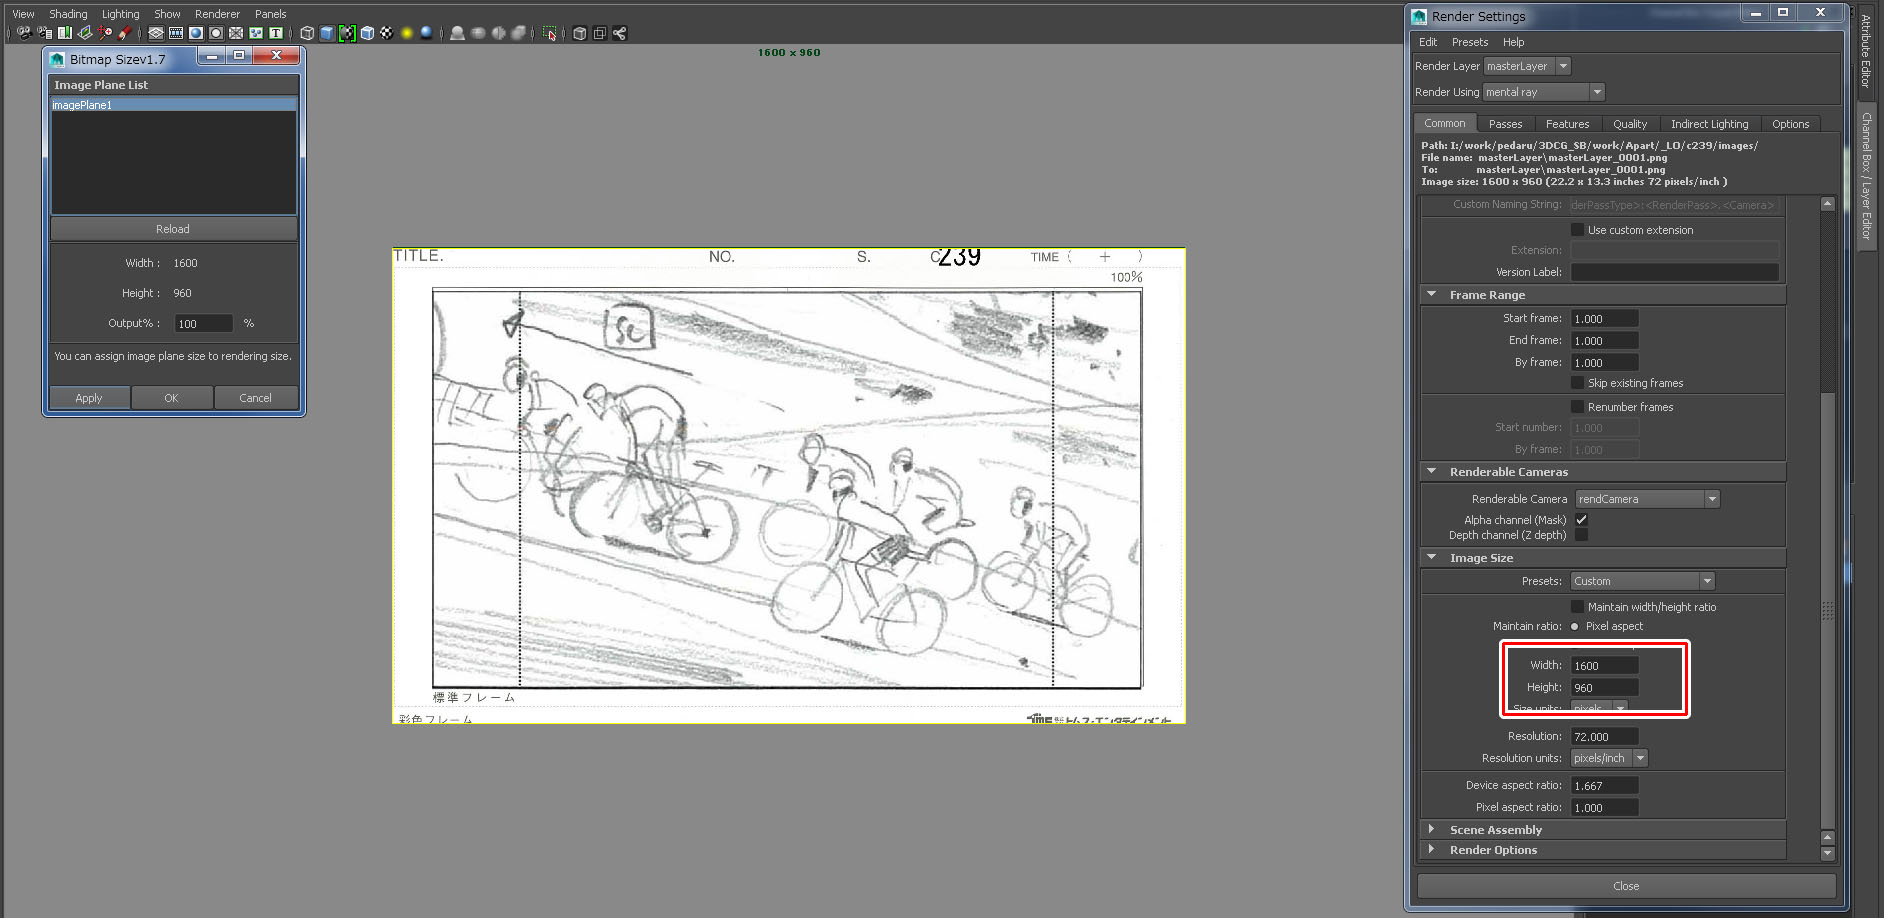 View Shading Lighting Show Renderer Panels
1600 x 960
Bitmap Sizev1.7
Image Plane List
imagePlane1
Reload
Width : 1600
Height : 960
Output% : 100 %
You can assign image plane size to rendering size.
Apply OK Cancel
TITLE. NO. S. C 239 TIME ( + )
100%
SC
標準フレーム
彩色フレーム
Render Settings
Edit Presets Help
Render Layer masterLayer
Render Using mental ray
Common Passes Features Quality Indirect Lighting Options
Path: I:/work/pedaru/3DCG_SB/work/Apart/_LO/c239/images/
File name: masterLayer\masterLayer_0001.png
To: masterLayer\masterLayer_0001.png
Image size: 1600 x 960 (22.2 x 13.3 inches 72 pixels/inch )
Custom Naming String: derPassType>:<RenderPass>.<Camera>
Use custom extension
Extension:
Version Label:
Frame Range
Start frame: 1.000
End frame: 1.000
By frame: 1.000
Skip existing frames
Renumber frames
Start number: 1.000
By frame: 1.000
Renderable Cameras
Renderable Camera rendCamera
Alpha channel (Mask)
Depth channel (Z depth)
Image Size
Presets: Custom
Maintain width/height ratio
Maintain ratio: Pixel aspect
Width: 1600
Height: 960
Size units: pixels
Resolution: 72.000
Resolution units: pixels/inch
Device aspect ratio: 1.667
Pixel aspect ratio: 1.000
Scene Assembly
Render Options
Close
Attribute Editor
Channel Box / Layer Editor